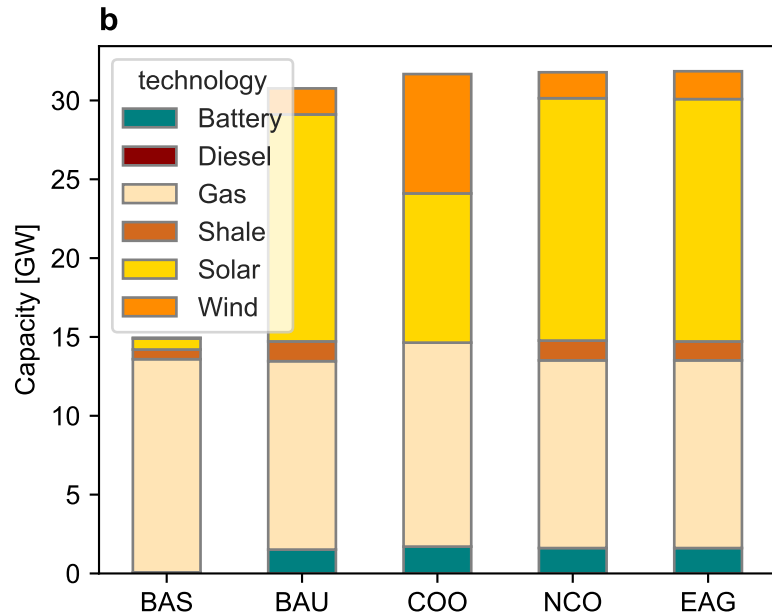 b
technology
Battery
Diesel
Gas
Shale
Solar
Wind
Capacity [GW]
30
25
20
15
10
5
0
BAS BAU COO NCO EAG